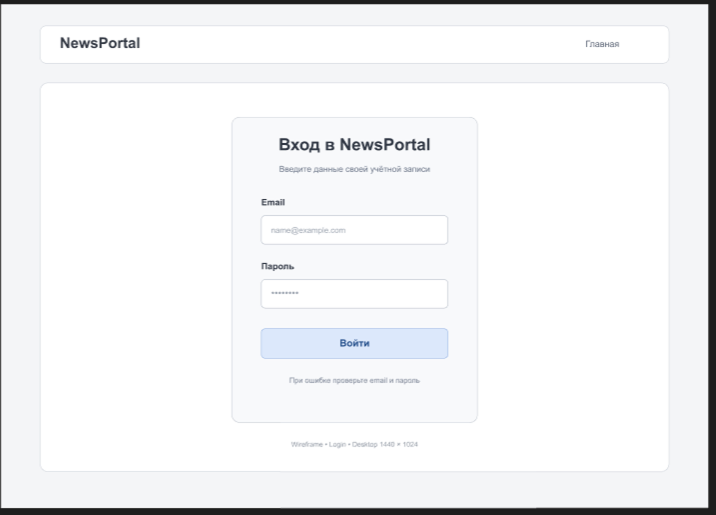 NewsPortal
Главная
Вход в NewsPortal
Введите данные своей учётной записи
Email
name@example.com
Пароль
********
Войти
При ошибке проверьте email и пароль
Wireframe • Login • Desktop 1440 × 1024